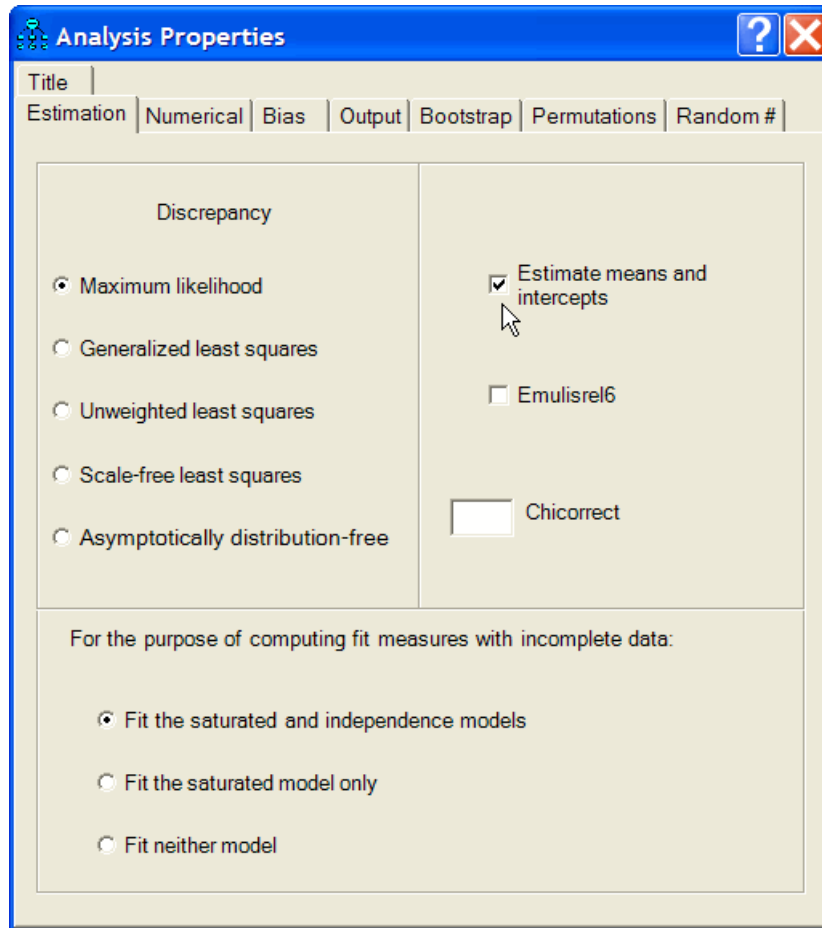 Analysis Properties
?
Title
Estimation Numerical Bias Output Bootstrap Permutations Random #
Discrepancy
Maximum likelihood
Generalized least squares
Unweighted least squares
Scale-free least squares
Asymptotically distribution-free
Estimate means and
intercepts
Emulisrel6
Chicorrect
For the purpose of computing fit measures with incomplete data:
Fit the saturated and independence models
Fit the saturated model only
Fit neither model